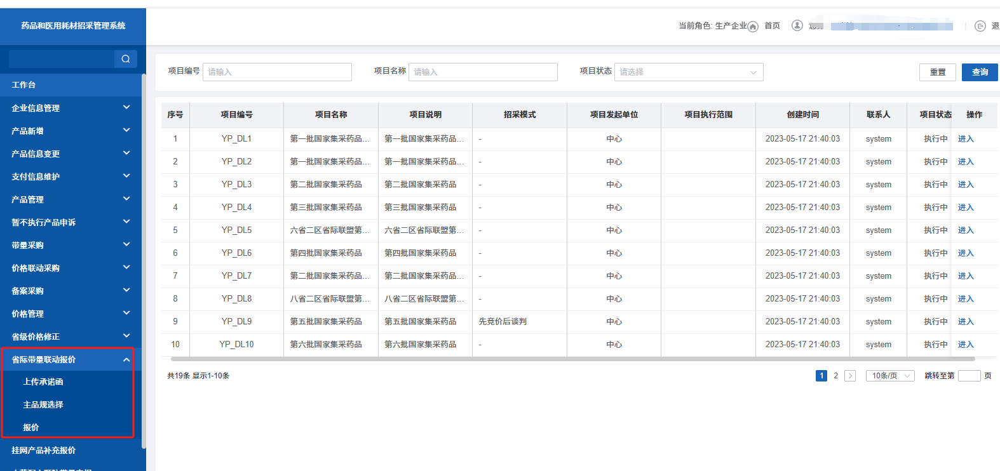 药品和医用耗材招采管理系统
当前角色: 生产企业 首页
工作台
企业信息管理
产品新增
产品信息变更
支付信息维护
产品管理
暂不执行产品申诉
带量采购
价格联动采购
备案采购
价格管理
省级价格修正
省际带量联动报价
上传承诺函
主品规选择
报价
挂网产品补充报价
项目编号 请输入 项目名称 请输入 项目状态 请选择 重置 查询
序号 项目编号 项目名称 项目说明 招采模式 项目发起单位 项目执行范围 创建时间 联系人 项目状态 操作
1 YP_DL1 第一批国家集采药品... 第一批国家集采药品... - 中心 2023-05-17 21:40:03 system 执行中 进入
2 YP_DL2 第一批国家集采药品... 第一批国家集采药品... - 中心 2023-05-17 21:40:03 system 执行中 进入
3 YP_DL3 第二批国家集采药品 第二批国家集采药品 - 中心 2023-05-17 21:40:03 system 执行中 进入
4 YP_DL4 第三批国家集采药品 第三批国家集采药品 - 中心 2023-05-17 21:40:03 system 执行中 进入
5 YP_DL5 六省二区省际联盟第... 六省二区省际联盟第... - 中心 2023-05-17 21:40:03 system 执行中 进入
6 YP_DL6 第四批国家集采药品 第四批国家集采药品 - 中心 2023-05-17 21:40:03 system 执行中 进入
7 YP_DL7 第二批国家集采药品... 第二批国家集采药品... - 中心 2023-05-17 21:40:03 system 执行中 进入
8 YP_DL8 八省二区省际联盟第... 八省二区省际联盟第... - 中心 2023-05-17 21:40:03 system 执行中 进入
9 YP_DL9 第五批国家集采药品 第五批国家集采药品 先竞价后谈判 中心 2023-05-17 21:40:03 system 执行中 进入
10 YP_DL10 第六批国家集采药品 第六批国家集采药品 - 中心 2023-05-17 21:40:03 system 执行中 进入
共19条 显示1-10条 1 2 10条/页 跳转至第 页